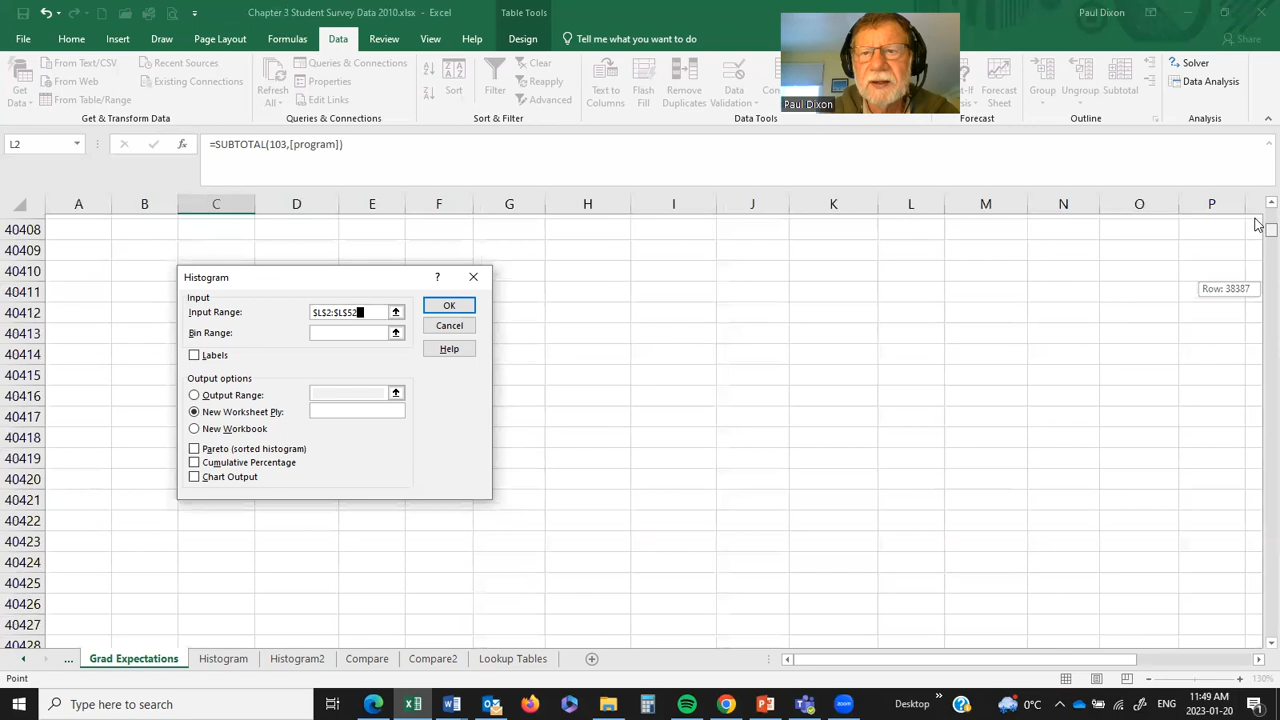 Chapter 3 Student Survey Data 2010.xlsx - Excel
Table Tools
Paul Dixon
File Home Insert Draw Page Layout Formulas Data Review View Help Design Tell me what you want to do Share
Get Data
From Text/CSV
From Web
From Table/Range
Recent Sources
Existing Connections
Get & Transform Data
Refresh All
Queries & Connections
Properties
Edit Links
Queries & Connections
Sort
Filter
Clear
Reapply
Advanced
Sort & Filter
Text to Columns
Flash Fill
Remove Duplicates
Data Validation
Data Tools
Paul Dixon
Forecast Sheet
Forecast
Group
Ungroup
Subtotal
Outline
Solver
Data Analysis
Analysis
L2
=SUBTOTAL(103,[program])
A B C D E F G H I J K L M N O P
40408
40409
40410
40411
40412
40413
40414
40415
40416
40417
40418
40419
40420
40421
40422
40423
40424
40425
40426
40427
40428
Row: 38387
Histogram ?
Input
Input Range: $L$2:$L$52
Bin Range:
Labels
OK
Cancel
Help
Output options
Output Range:
New Worksheet Ply:
New Workbook
Pareto (sorted histogram)
Cumulative Percentage
Chart Output
... Grad Expectations Histogram Histogram2 Compare Compare2 Lookup Tables
Point
130%
Type here to search
Desktop
0°C
11:49 AM
2023-01-20